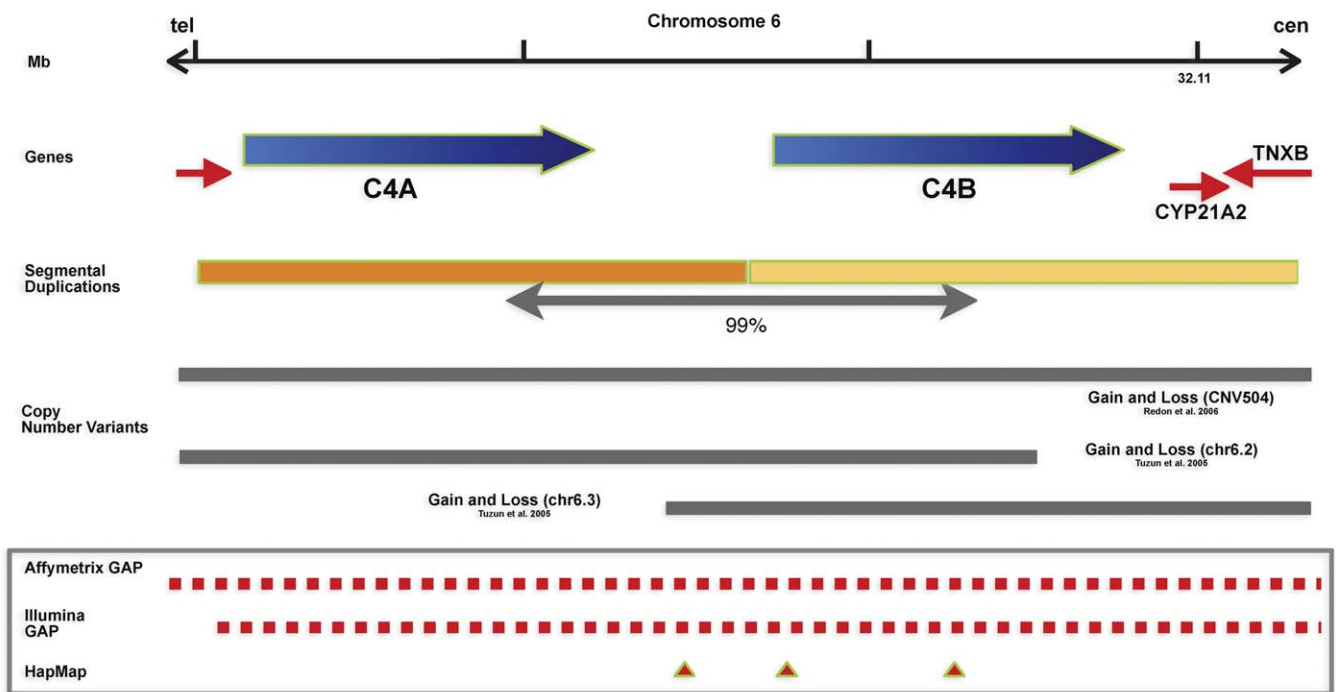 tel
Chromosome 6
cen
Mb
32.11
Genes
TNXB
C4A
C4B
CYP21A2
Segmental
Duplications
99%
Gain and Loss (CNV504)
Redon et al. 2006
Copy
Number Variants
Gain and Loss (chr6.2)
Tuzun et al. 2005
Gain and Loss (chr6.3)
Tuzun et al. 2005
Affymetrix GAP
Illumina
GAP
HapMap